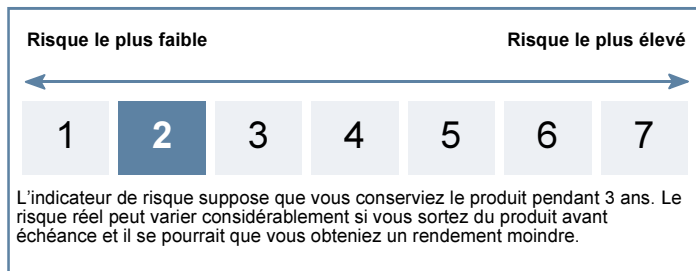 Risque le plus faible Risque le plus élevé
1 2 3 4 5 6 7
L'indicateur de risque suppose que vous conserviez le produit pendant 3 ans. Le
risque réel peut varier considérablement si vous sortez du produit avant
échéance et il se pourrait que vous obteniez un rendement moindre.